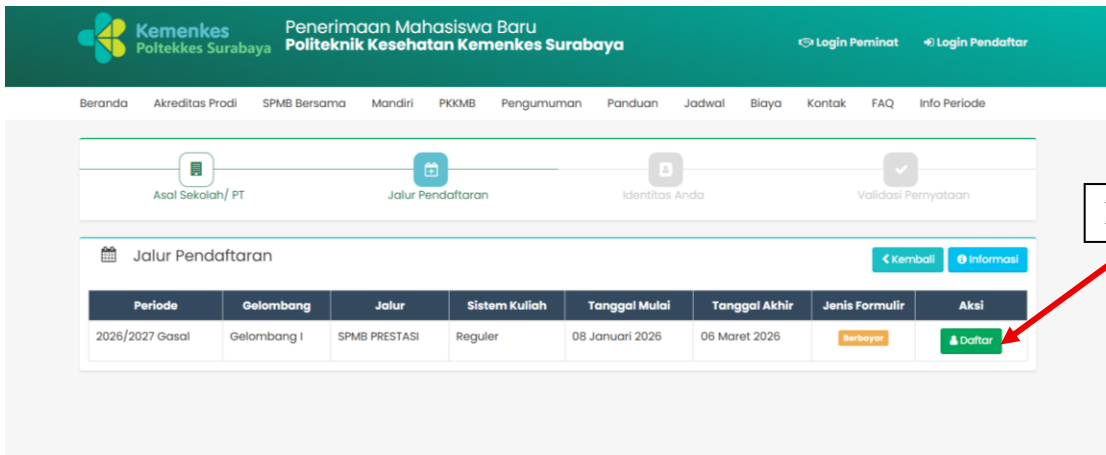 Kemenkes
Poltekkes Surabaya
Penerimaan Mahasiswa Baru
Politeknik Kesehatan Kemenkes Surabaya
Login Peminat
Login Pendaftar
Beranda Akreditas Prodi SPMB Bersama Mandiri PKKMB Pengumuman Panduan Jadwal Biaya Kontak FAQ Info Periode
Asal Sekolah/ PT Jalur Pendaftaran Identitas Anda Validasi Pernyataan
Jalur Pendaftaran
Kembali Informasi
Periode Gelombang Jalur Sistem Kuliah Tanggal Mulai Tanggal Akhir Jenis Formulir Aksi
2026/2027 Gasal Gelombang I SPMB PRESTASI Reguler 08 Januari 2026 06 Maret 2026 Berbayar Daftar